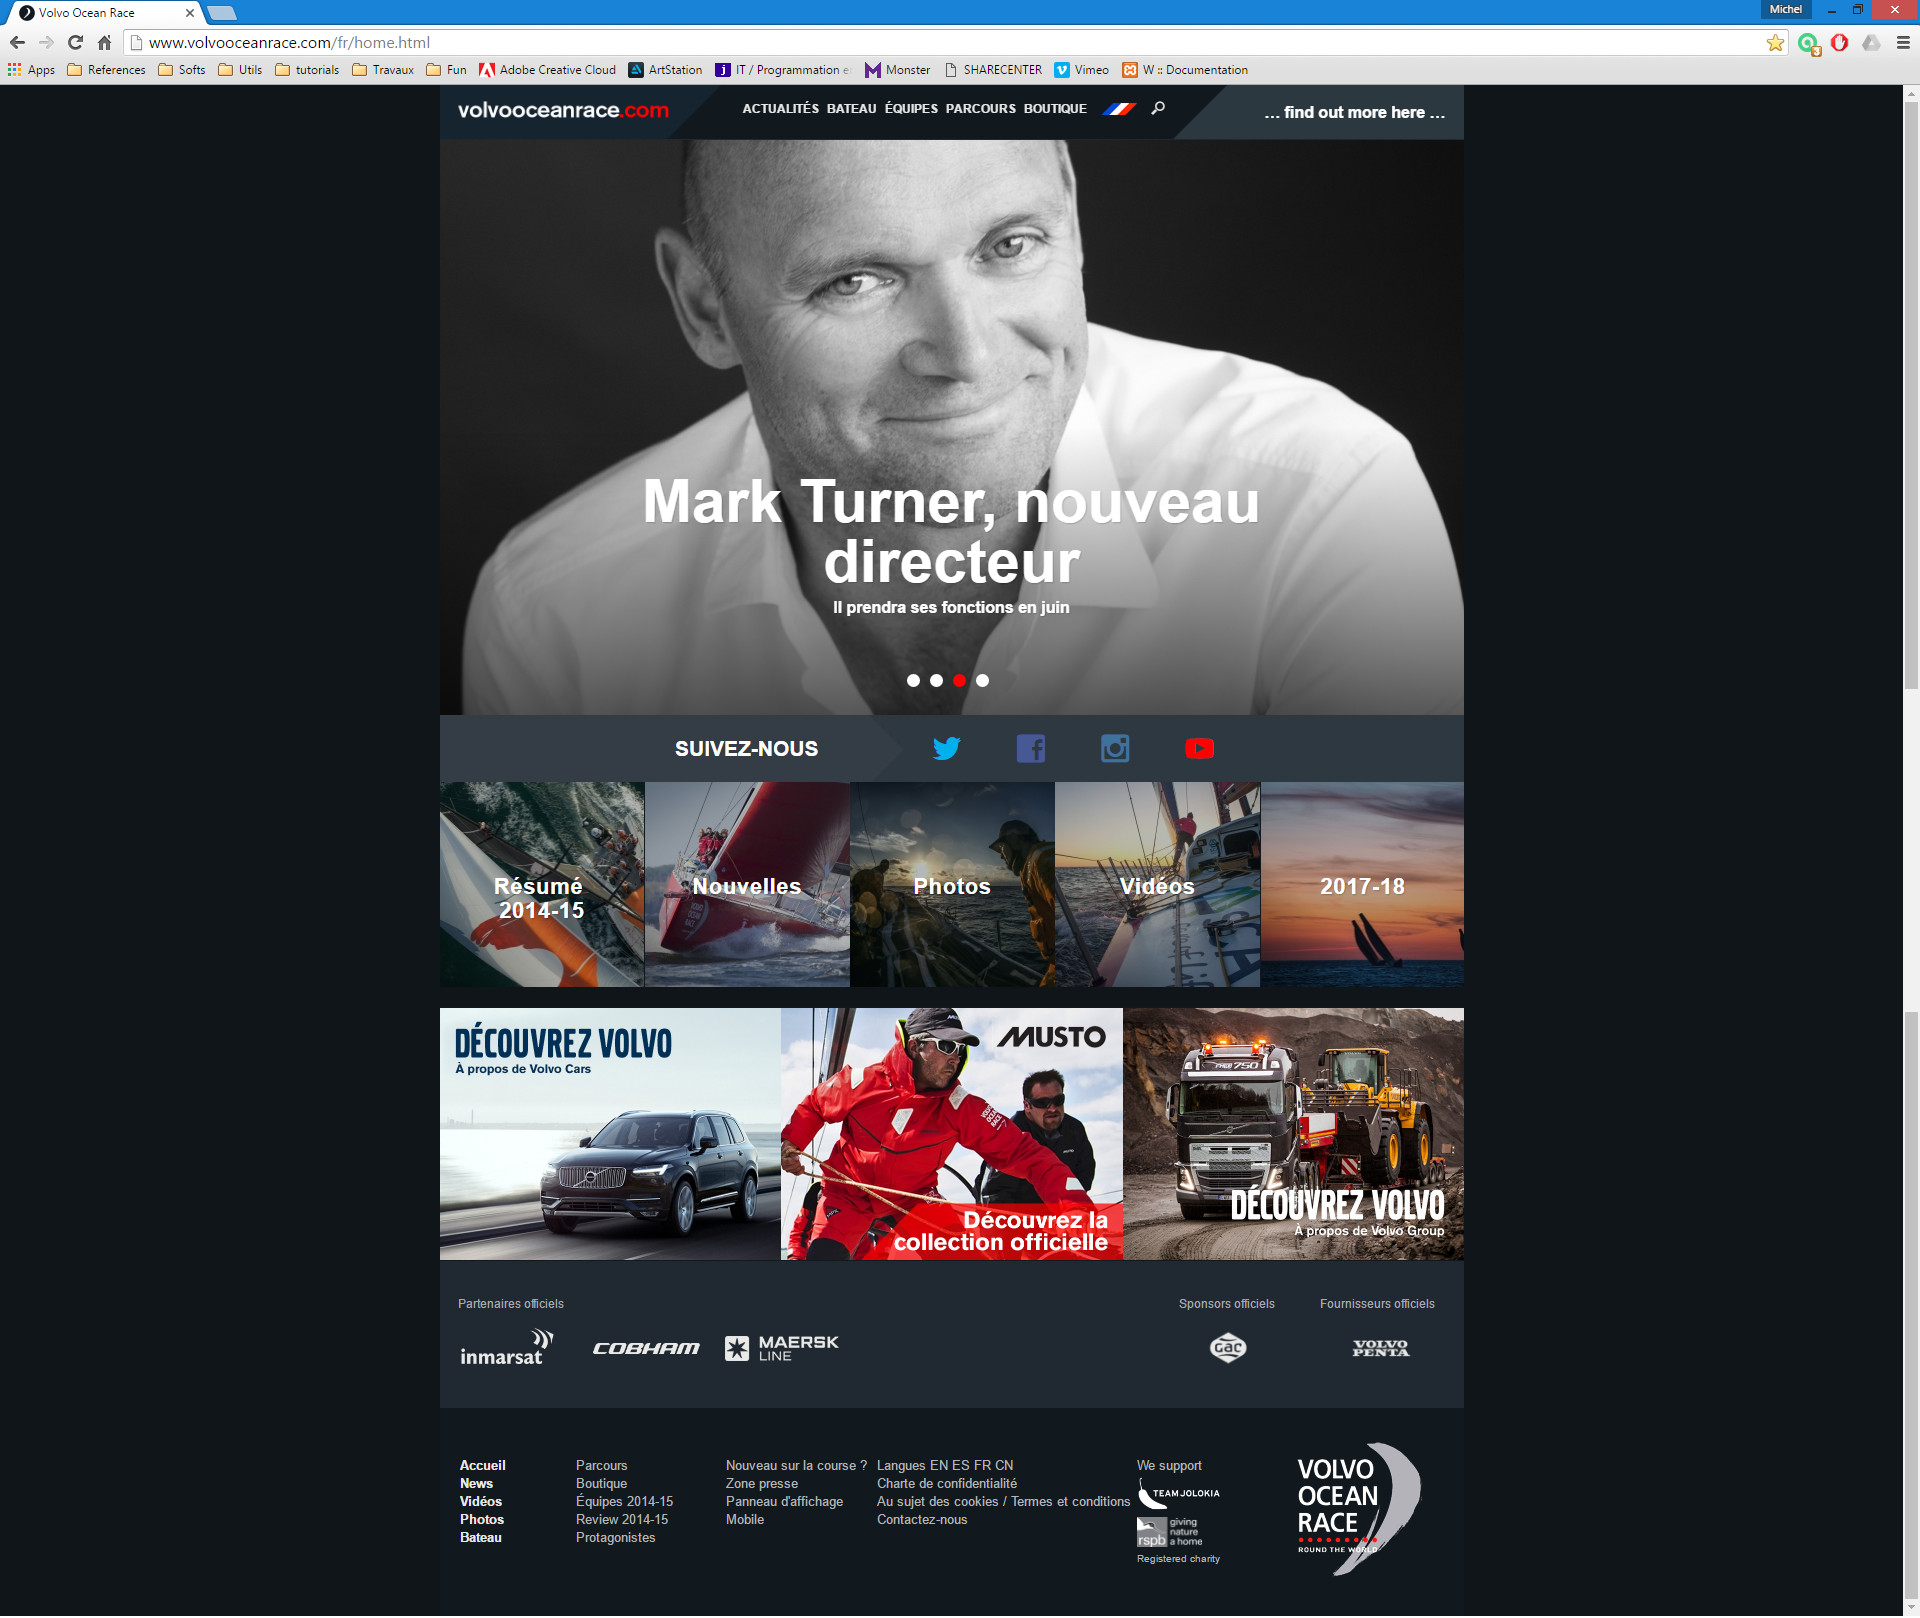 Volvo Ocean Race
Michel
www.volvooceanrace.com/fr/home.html
3
Apps References Softs Utils tutorials Travaux Fun Adobe Creative Cloud ArtStation IT / Programmation e Monster SHARECENTER Vimeo W :: Documentation
volvooceanrace.com
ACTUALITÉS BATEAU ÉQUIPES PARCOURS BOUTIQUE
... find out more here ...
Mark Turner, nouveau
directeur
Il prendra ses fonctions en juin
SUIVEZ-NOUS
Résumé
2014-15
Nouvelles
Photos
Vidéos
2017-18
DÉCOUVREZ VOLVO
À propos de Volvo Cars
MUSTO
Découvrez la
collection officielle
750
DÉCOUVREZ VOLVO
À propos de Volvo Group
Partenaires officiels
Sponsors officiels
Fournisseurs officiels
inmarsat
COBHAM
MAERSK
LINE
GAC
VOLVO
PENTA
Accueil
News
Vidéos
Photos
Bateau
Parcours
Boutique
Équipes 2014-15
Review 2014-15
Protagonistes
Nouveau sur la course ?
Zone presse
Panneau d'affichage
Mobile
Langues EN ES FR CN
Charte de confidentialité
Au sujet des cookies / Termes et conditions
Contactez-nous
We support
TEAM JOLOKIA
rspb
giving
nature
a home
Registered charity
VOLVO
OCEAN
RACE
ROUND THE WORLD